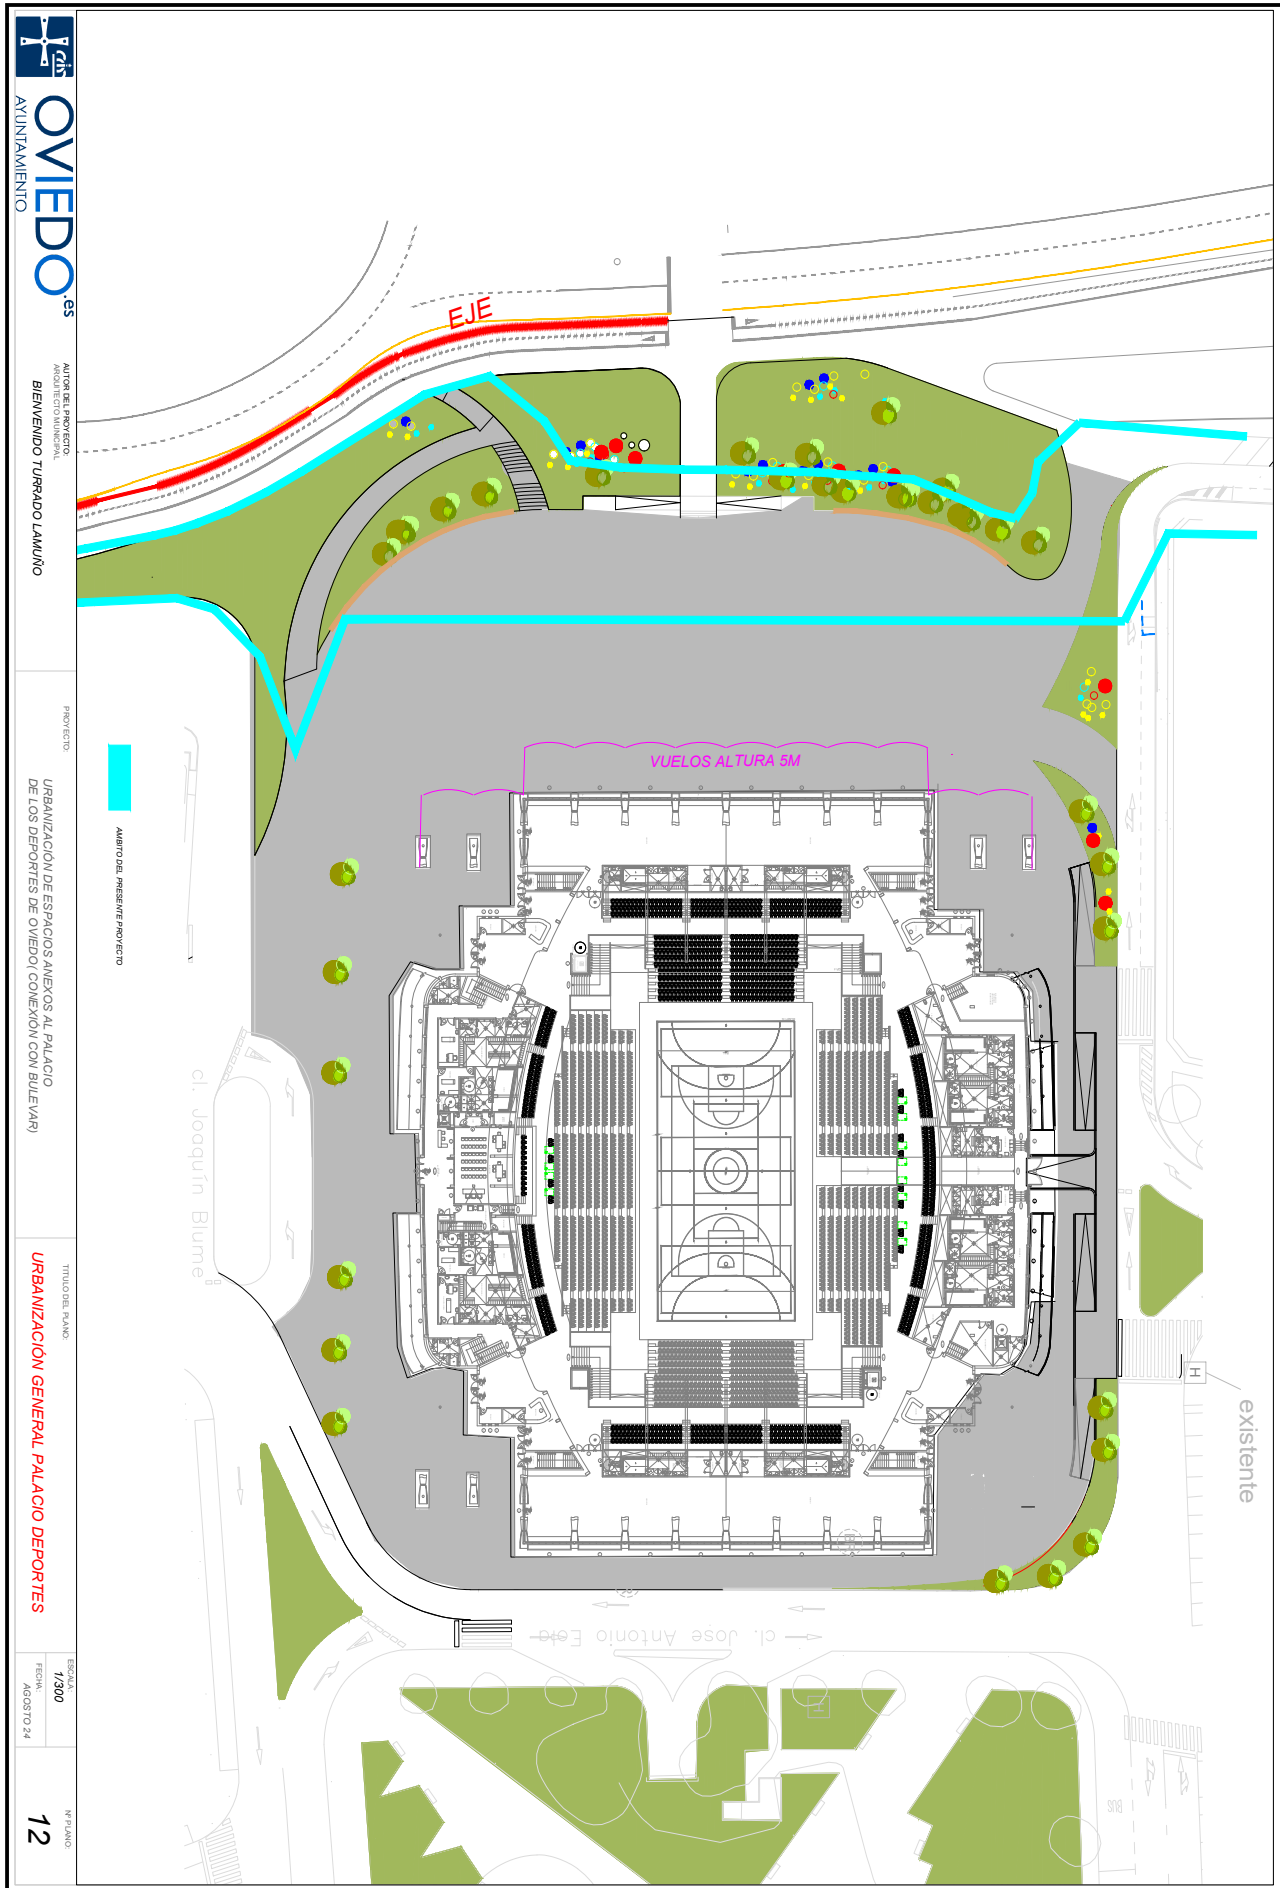 OVIEDO.es
AYUNTAMIENTO
AUTOR DEL PROYECTO:
ARQUITECTO MUNICIPAL
BIENVENIDO TURRADO LAMUÑO
PROYECTO:
URBANIZACIÓN DE ESPACIOS ANEXOS AL PALACIO
DE LOS DEPORTES DE OVIEDO( CONEXIÓN CON BULEVAR)
TITULO DEL PLANO:
URBANIZACIÓN GENERAL PALACIO DEPORTES
ESCALA:
1/300
FECHA:
AGOSTO 24
Nº PLANO:
12
AMBITO DEL PRESENTE PROYECTO
EJE
VUELOS ALTURA 5M
cl. Joaquín Blume
cl. Jose Antonio
existente
H
H
BUS